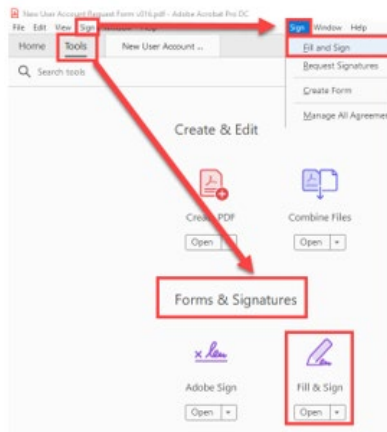 New User Account Request Form v016.pdf - Adobe Acrobat Pro DC
File Edit View Sign Window Help
Sign Window Help
Home Tools New User Account ...
Fill and Sign
Request Signatures
Create Form
Manage All Agreemen
Search tools
Create & Edit
Create PDF Combine Files
Open Open
Forms & Signatures
Adobe Sign Fill & Sign
Open Open